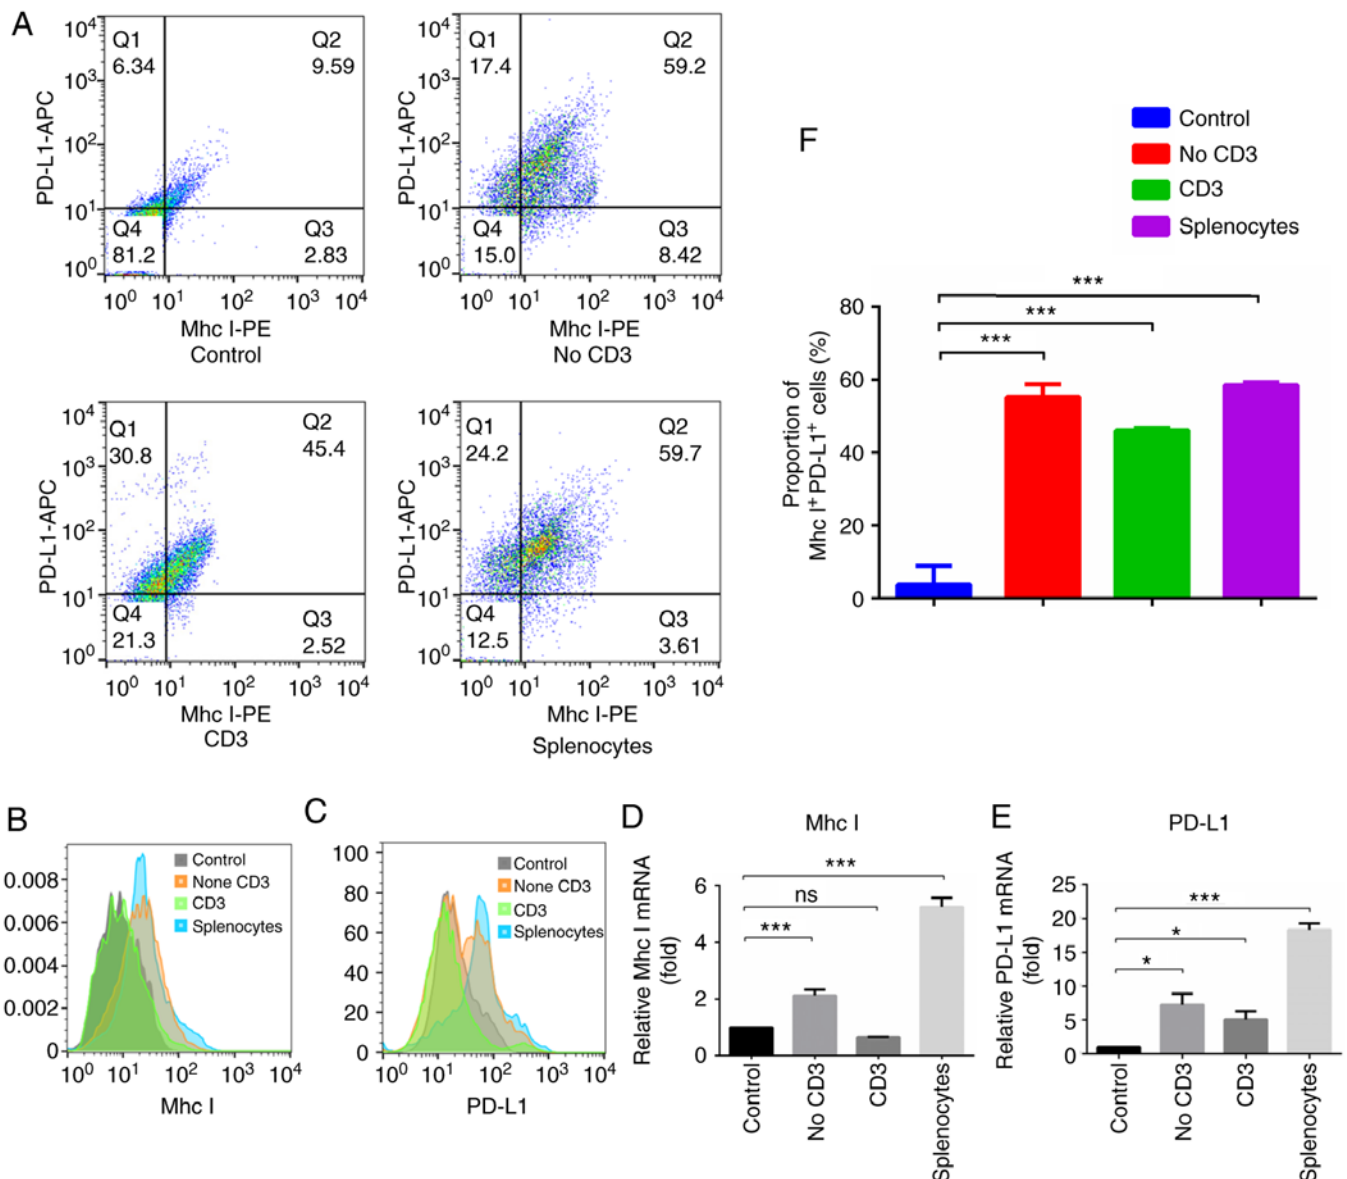 A
10⁴
10³
10²
10¹
10⁰
PD-L1-APC
Q1
6.34
Q2
9.59
Q4
81.2
Q3
2.83
10⁰ 10¹ 10² 10³ 10⁴
Mhc I-PE
Control
10⁴
10³
10²
10¹
10⁰
PD-L1-APC
Q1
17.4
Q2
59.2
Q4
15.0
Q3
8.42
10⁰ 10¹ 10² 10³ 10⁴
Mhc I-PE
No CD3
10⁴
10³
10²
10¹
10⁰
PD-L1-APC
Q1
30.8
Q2
45.4
Q4
21.3
Q3
2.52
10⁰ 10¹ 10² 10³ 10⁴
Mhc I-PE
CD3
10⁴
10³
10²
10¹
10⁰
PD-L1-APC
Q1
24.2
Q2
59.7
Q4
12.5
Q3
3.61
10⁰ 10¹ 10² 10³ 10⁴
Mhc I-PE
Splenocytes
F
Control
No CD3
CD3
Splenocytes
Proportion of
Mhc I⁺ PD-L1⁺ cells (%)
80
60
40
20
0
***
***
***
B
0.008
0.006
0.004
0.002
0
Control
None CD3
CD3
Splenocytes
10⁰ 10¹ 10² 10³ 10⁴
Mhc I
C
100
80
60
40
20
0
Control
None CD3
CD3
Splenocytes
10⁰ 10¹ 10² 10³ 10⁴
PD-L1
D
Mhc I
Relative Mhc I mRNA
(fold)
6
4
2
0
***
ns
***
Control
No CD3
CD3
Splenocytes
E
PD-L1
Relative PD-L1 mRNA
(fold)
25
20
15
10
5
0
***
*
*
Control
No CD3
CD3
Splenocytes